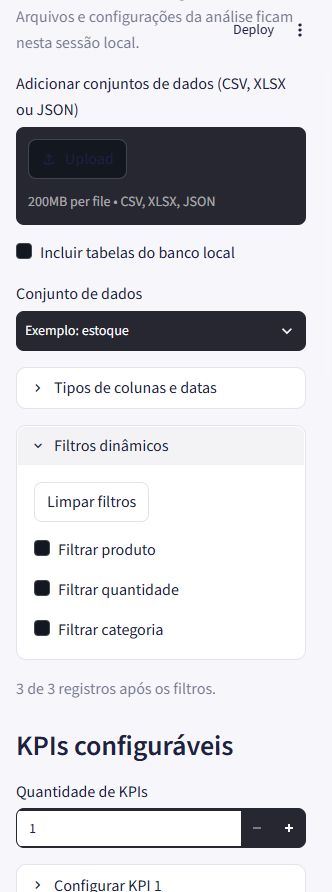 Arquivos e configurações da análise ficam
Deploy
nesta sessão local.
Adicionar conjuntos de dados (CSV, XLSX
ou JSON)
Upload
200MB per file • CSV, XLSX, JSON
Incluir tabelas do banco local
Conjunto de dados
Exemplo: estoque
Tipos de colunas e datas
Filtros dinâmicos
Limpar filtros
Filtrar produto
Filtrar quantidade
Filtrar categoria
3 de 3 registros após os filtros.
KPIs configuráveis
Quantidade de KPIs
1
Configurar KPI 1